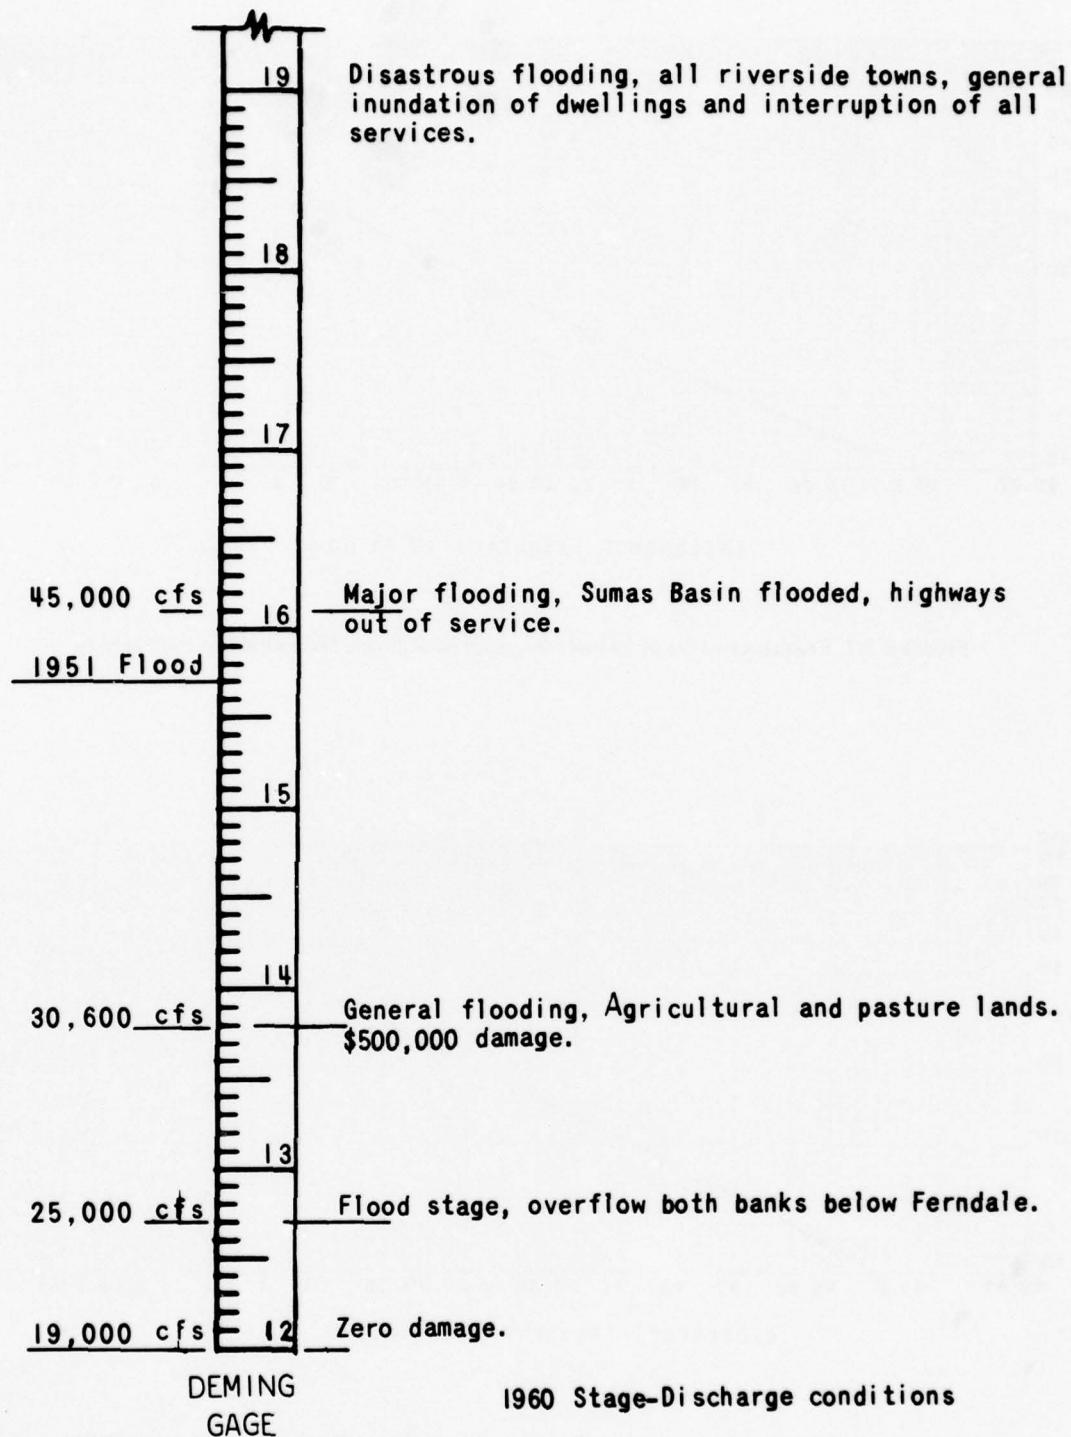 19
Disastrous flooding, all riverside towns, general
inundation of dwellings and interruption of all
services.
18
17
45,000 cfs
16
Major flooding, Sumas Basin flooded, highways
out of service.
1951 Flood
15
14
30,600 cfs
General flooding, Agricultural and pasture lands.
$500,000 damage.
13
25,000 cfs
Flood stage, overflow both banks below Ferndale.
19,000 cfs
12
Zero damage.
DEMING
GAGE
1960 Stage-Discharge conditions